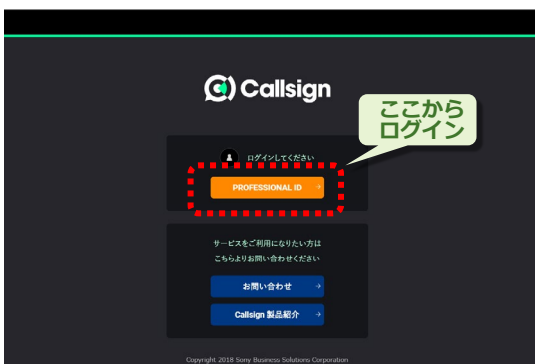 Callsign
ここから
ログイン
ログインしてください
PROFESSIONAL ID
サービスをご利用になりたい方は
こちらよりお問い合わせください
お問い合わせ
Callsign 製品紹介
Copyright 2018 Sony Business Solutions Corporation